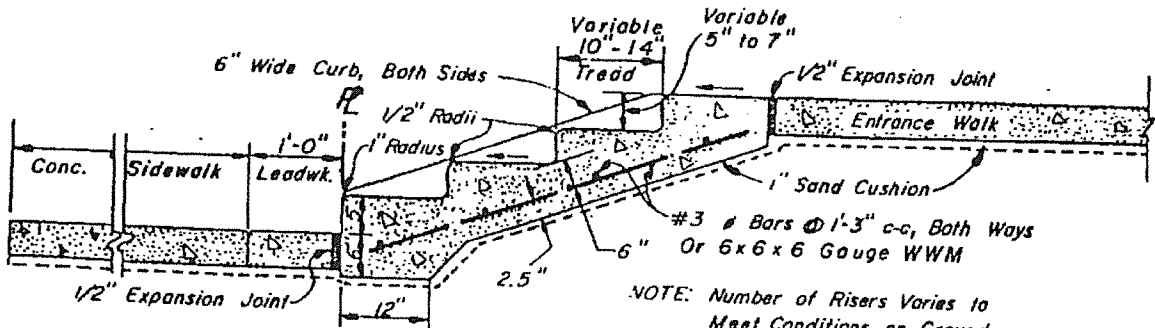 Variable
10"-14"
Tread
Variable
5" to 7"
6" Wide Curb, Both Sides
1/2" Expansion Joint
PL
1/2" Radii
1" Radius
1'-0"
Entrance Walk
Conc.
Sidewalk
Leadwk.
5"
6"
1" Sand Cushion
#3 ø Bars @ 1'-3" c-c, Both Ways
Or 6x6x6 Gauge WWM
6"
2.5"
1/2" Expansion Joint
12"
NOTE: Number of Risers Varies to
Meet Conditions on Ground